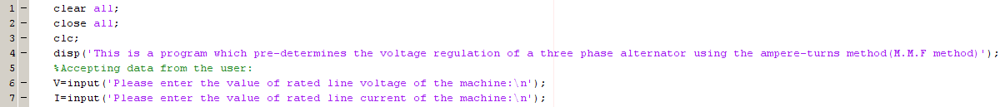 1 - clear all;
2 - close all;
3 - clc;
4 - disp('This is a program which pre-determines the voltage regulation of a three phase alternator using the ampere-turns method(M.M.F method)');
5 %Accepting data from the user:
6 - V=input('Please enter the value of rated line voltage of the machine:\n');
7 - I=input('Please enter the value of rated line current of the machine:\n');